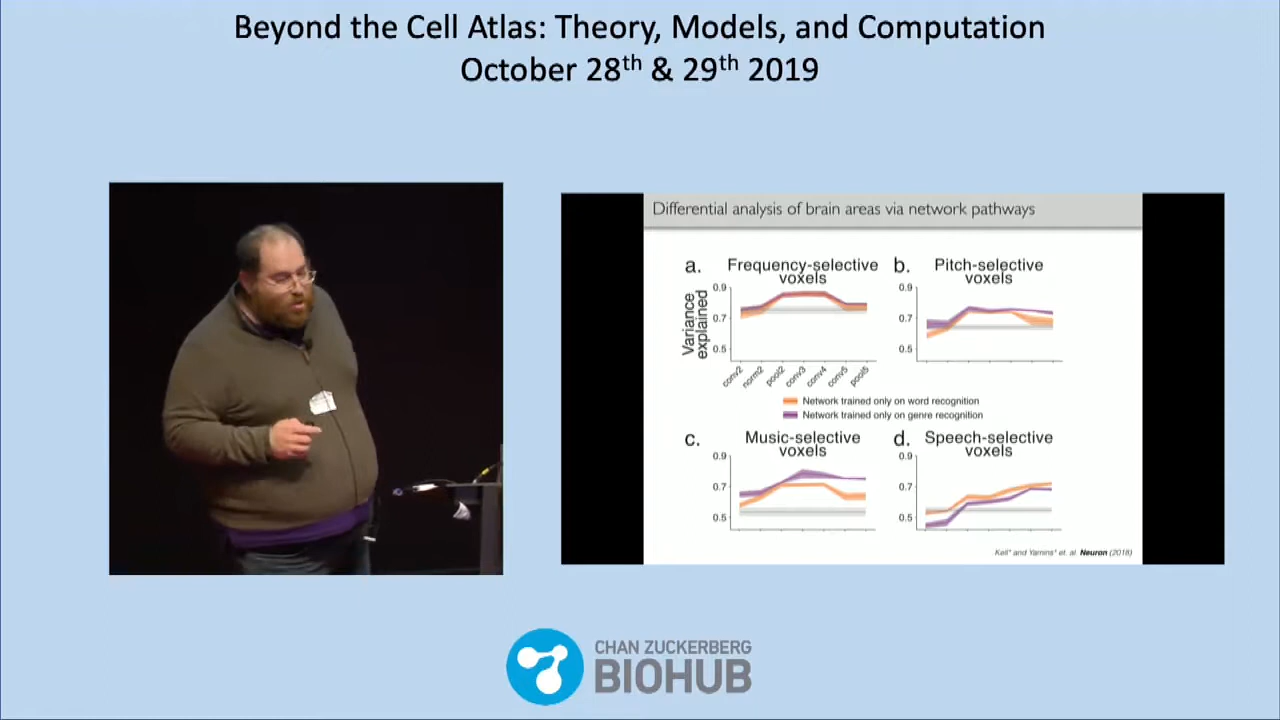 Beyond the Cell Atlas: Theory, Models, and Computation
October 28th & 29th 2019
Differential analysis of brain areas via network pathways
a. Frequency-selective voxels
b. Pitch-selective voxels
Variance explained
0.9
0.7
0.5
0.9
0.7
0.5
conv2 norm2 pool2 conv3 conv4 conv5 pool5
Network trained only on word recognition
Network trained only on genre recognition
c. Music-selective voxels
d. Speech-selective voxels
0.9
0.7
0.5
0.9
0.7
0.5
Kell* and Yamins* et. al. Neuron (2018)
CHAN ZUCKERBERG
BIOHUB